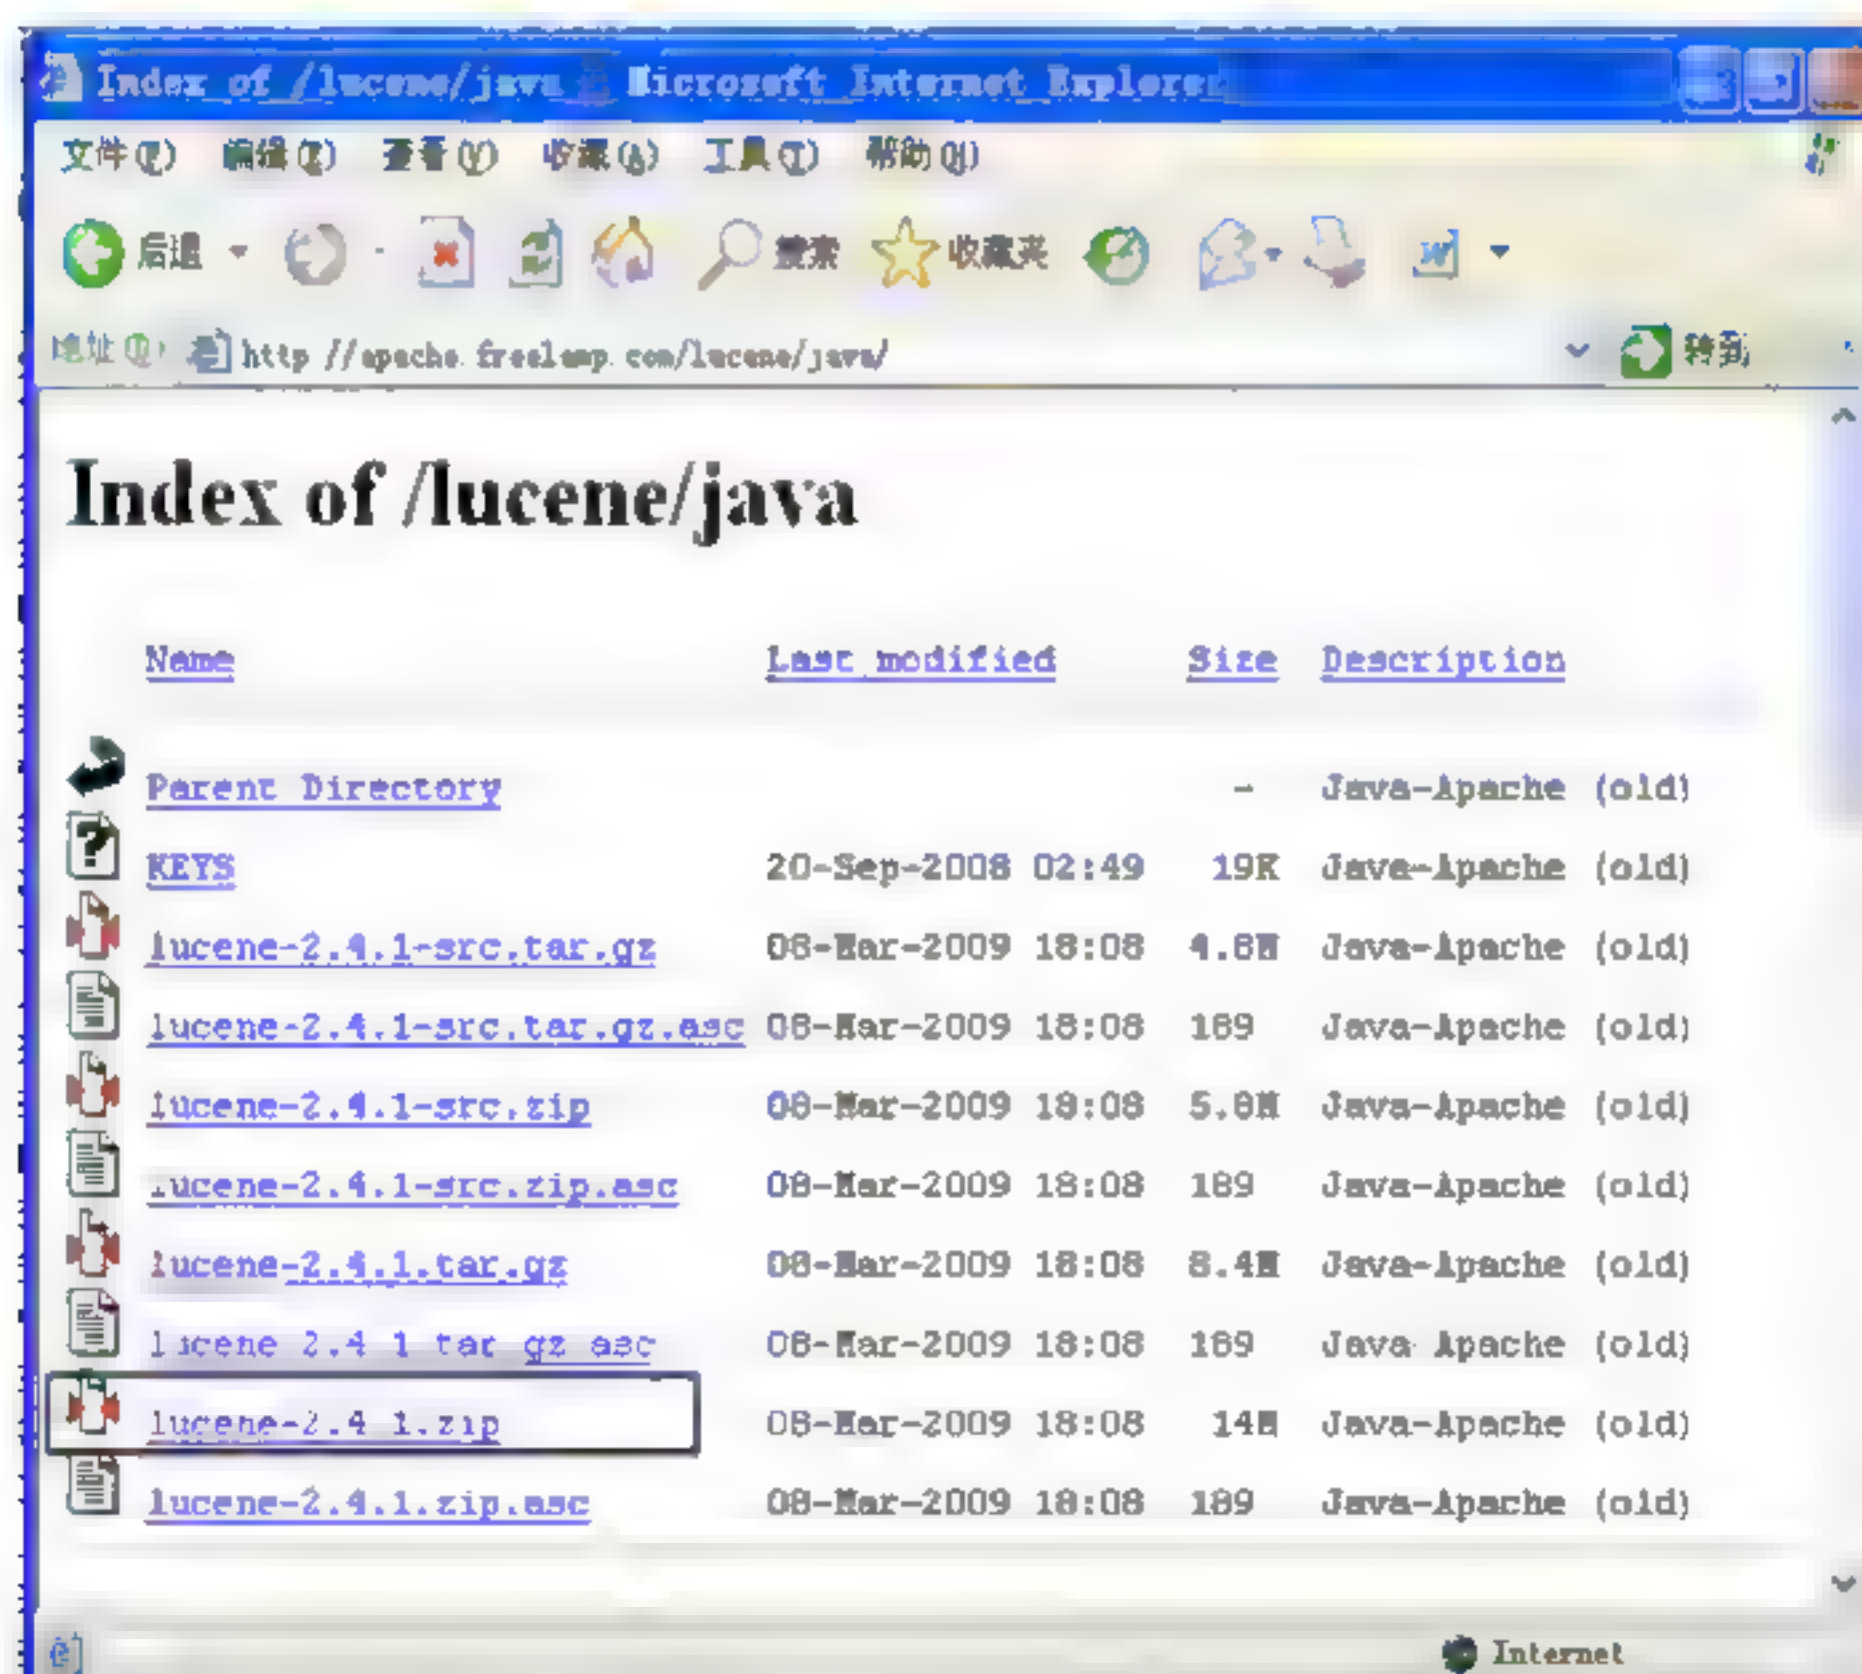 Index of /lucene/java - Microsoft Internet Explorer
文件(F) 编辑(E) 查看(V) 收藏(A) 工具(T) 帮助(H)
后退 搜索 收藏夹
地址(D) http://apache.freelamp.com/lucene/java/ 转到
Index of /lucene/java
Name Last modified Size Description
Parent Directory - Java-Apache (old)
KEYS 20-Sep-2008 02:49 19K Java-Apache (old)
lucene-2.4.1-src.tar.gz 08-Mar-2009 18:08 4.8M Java-Apache (old)
lucene-2.4.1-src.tar.gz.asc 08-Mar-2009 18:08 189 Java-Apache (old)
lucene-2.4.1-src.zip 08-Mar-2009 18:08 5.8M Java-Apache (old)
lucene-2.4.1-src.zip.asc 08-Mar-2009 18:08 189 Java-Apache (old)
lucene-2.4.1.tar.gz 08-Mar-2009 18:08 8.4M Java-Apache (old)
lucene-2.4.1.tar.gz.asc 08-Mar-2009 18:08 189 Java-Apache (old)
lucene-2.4.1.zip 08-Mar-2009 18:08 14M Java-Apache (old)
lucene-2.4.1.zip.asc 08-Mar-2009 18:08 189 Java-Apache (old)
Internet